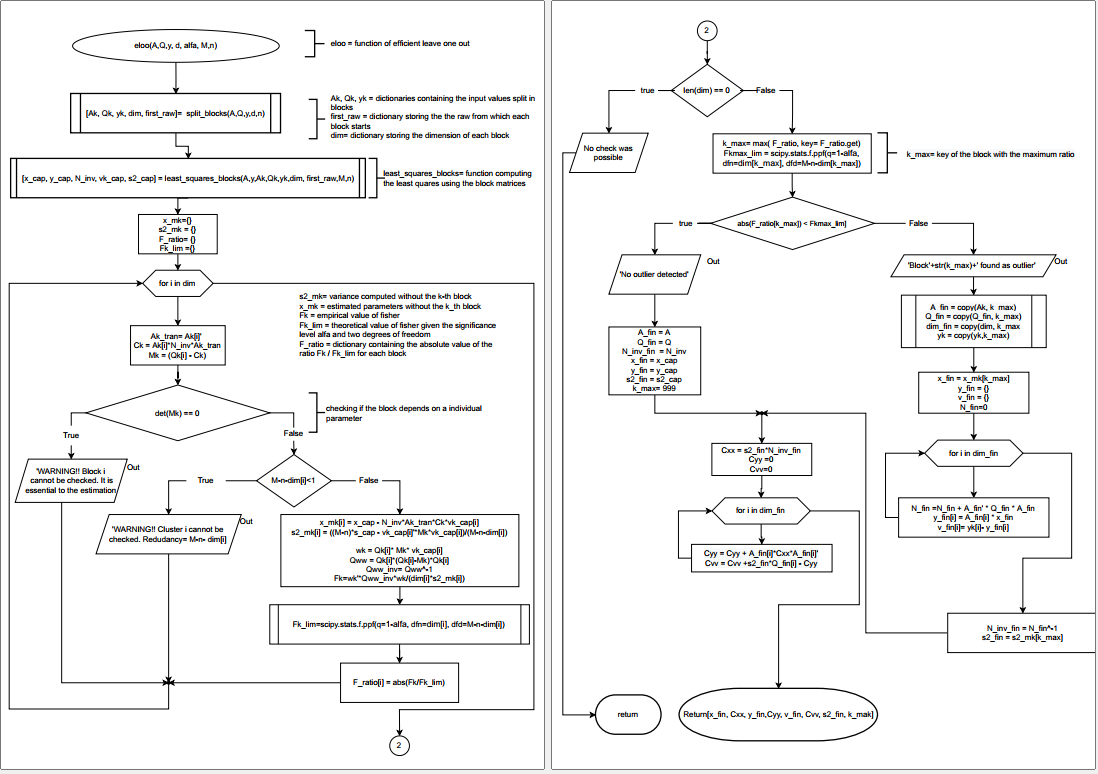 eloo(A,Q,y, d, alfa, M,n)
eloo = function of efficient leave one out
[Ak, Qk, yk, dim, first_raw]= split_blocks(A,Q,y,d,n)
Ak, Qk, yk = dictionaries containing the input values split in
blocks
first_raw = dictionary storing the the raw from which each
block starts
dim= dictionary storing the dimension of each block
[x_cap, y_cap, N_inv, vk_cap, s2_cap] = least_squares_blocks(A,y,Ak,Qk,yk,dim, first_raw,M,n)
least_squares_blocks= function computing
the least quares using the block matrices
x_mk={}
s2_mk = {}
F_ratio= {}
Fk_lim ={}
for i in dim
s2_mk= variance computed without the k-th block
x_mk = estimated parameters without the k_th block
Fk = empirical value of fisher
Fk_lim = theoretical value of fisher given the significance
level alfa and two degrees of freedom
F_ratio = dictionary containing the absolute value of the
ratio Fk / Fk_lim for each block
Ak_tran= Ak[i]'
Ck = Ak[i]*N_inv*Ak_tran
Mk = (Qk[i] - Ck)
det(Mk) == 0
checking if the block depends on a individual
parameter
True
False
'WARNING!! Block i
cannot be checked. It is
essential to the estimation
Out
M-n-dim[i]<1
True
False
'WARNING!! Cluster i cannot be
checked. Redudancy= M-n- dim[i]
Out
x_mk[i] = x_cap - N_inv*Ak_tran*Ck*vk_cap[i]
s2_mk[i] = ((M-n)*s_cap - vk_cap[i]'*Mk*vk_cap[i])/(M-n-dim[i])
wk = Qk[i]* Mk* vk_cap[i]
Qww = Qk[i]*(Qk[i]-Mk)*Qk[i]
Qww_inv= Qww^-1
Fk=wk'*Qww_inv*wk/(dim[i]*s2_mk[i])
Fk_lim=scipy.stats.f.ppf(q=1-alfa, dfn=dim[i], dfd=M-n-dim[i])
F_ratio[i] = abs(Fk/Fk_lim)
2
2
len(dim) == 0
true
False
No check was
possible
k_max= max( F_ratio, key= F_ratio.get)
Fkmax_lim = scipy.stats.f.ppf(q=1-alfa,
dfn=dim[k_max], dfd=M-n-dim[k_max])
k_max= key of the block with the maximum ratio
abs(F_ratio[k_max]) < Fkmax_lim]
true
False
'No outlier detected'
Out
'Block'+str(k_max)+' found as outlier'
Out
A_fin = A
Q_fin = Q
N_inv_fin = N_inv
x_fin = x_cap
y_fin = y_cap
s2_fin = s2_cap
k_max= 999
A_fin = copy(Ak, k_max)
Q_fin = copy(Q_fin, k_max)
dim_fin = copy(dim, k_max
yk = copy(yk,k_max)
x_fin = x_mk[k_max]
y_fin = {}
v_fin = {}
N_fin=0
Cxx = s2_fin*N_inv_fin
Cyy =0
Cvv=0
for i in dim_fin
for i in dim_fin
N_fin =N_fin + A_fin' * Q_fin * A_fin
y_fin[i] = A_fin[i] * x_fin
v_fin[i]= yk[i]- y_fin[i]
Cyy = Cyy + A_fin[i]*Cxx*A_fin[i]'
Cvv = Cvv +s2_fin*Q_fin[i] - Cyy
N_inv_fin = N_fin^-1
s2_fin = s2_mk[k_max]
return
Return[x_fin, Cxx, y_fin,Cyy, v_fin, Cvv, s2_fin, k_mak]